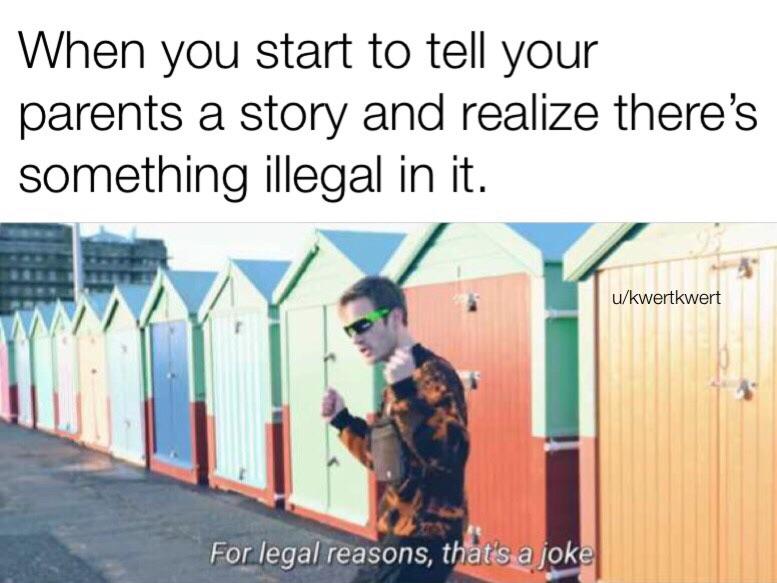 When you start to tell your
parents a story and realize there's
something illegal in it.
u/kwertkwert
For legal reasons, that's a joke